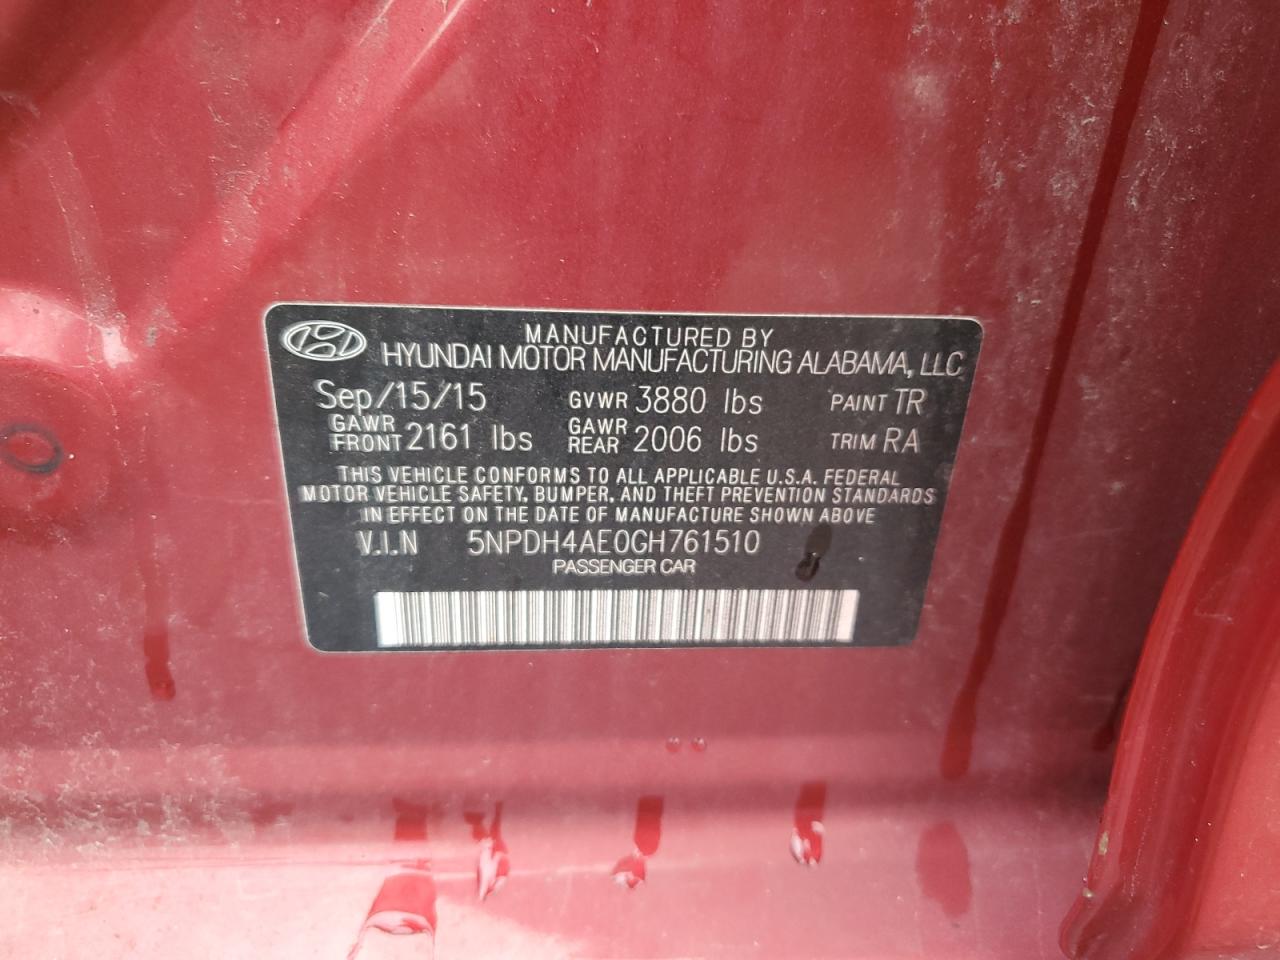 MANUFACTURED BY
HYUNDAI MOTOR MANUFACTURING ALABAMA, LLC
Sep/15/15 GVWR 3880 lbs PAINT TR
GAWR FRONT 2161 lbs GAWR REAR 2006 lbs TRIM RA
THIS VEHICLE CONFORMS TO ALL APPLICABLE U.S.A. FEDERAL
MOTOR VEHICLE SAFETY, BUMPER, AND THEFT PREVENTION STANDARDS
IN EFFECT ON THE DATE OF MANUFACTURE SHOWN ABOVE
V.I.N 5NPDH4AE0GH761510
PASSENGER CAR